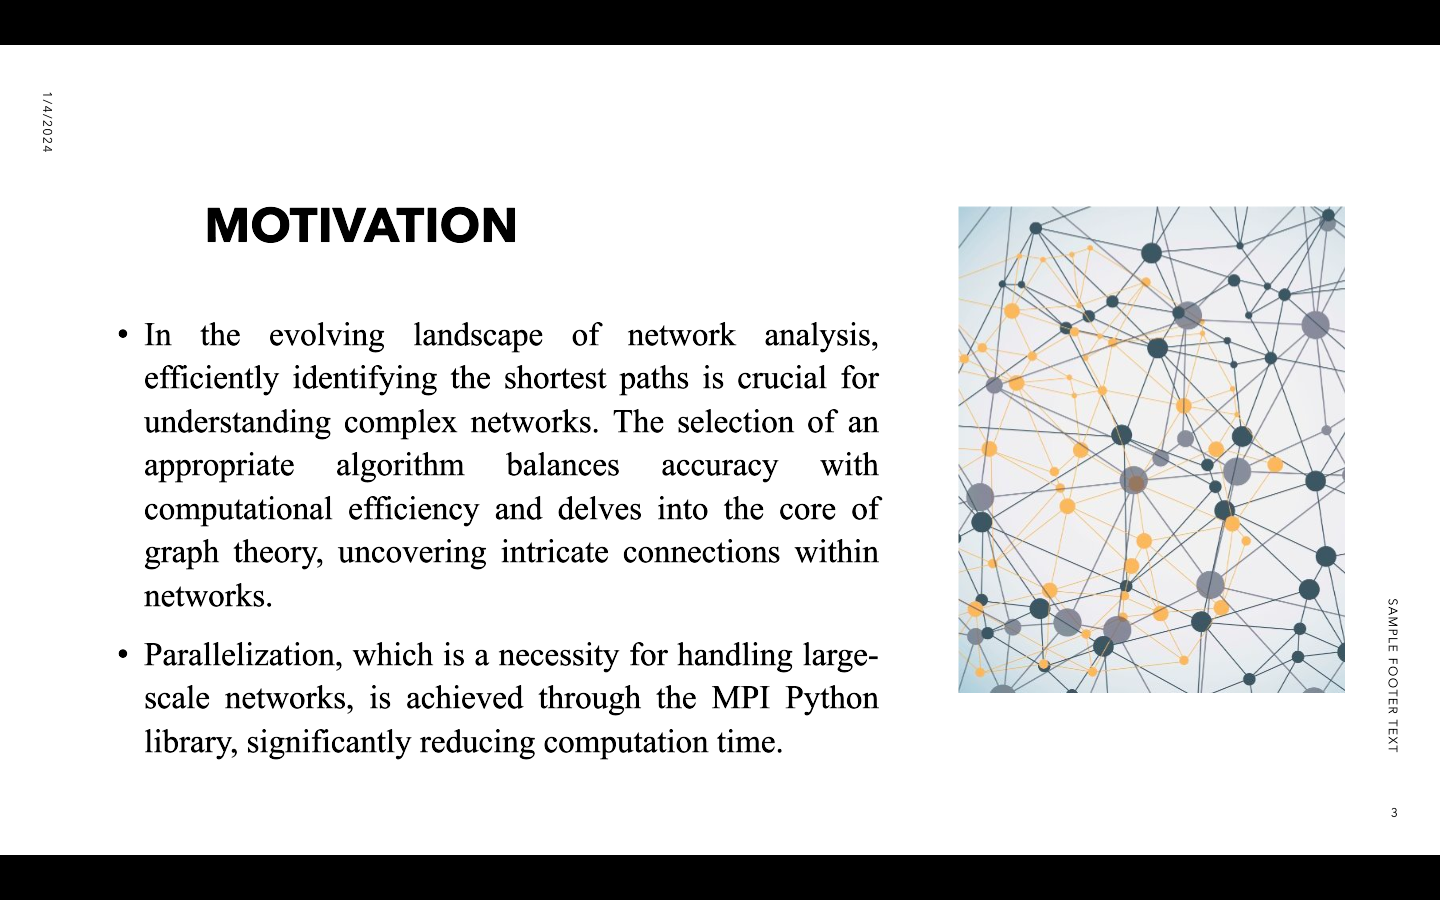 1/4/2024
MOTIVATION
• In the evolving landscape of network analysis,
efficiently identifying the shortest paths is crucial for
understanding complex networks. The selection of an
appropriate algorithm balances accuracy with
computational efficiency and delves into the core of
graph theory, uncovering intricate connections within
networks.
• Parallelization, which is a necessity for handling large-
scale networks, is achieved through the MPI Python
library, significantly reducing computation time.
SAMPLE FOOTER TEXT
3